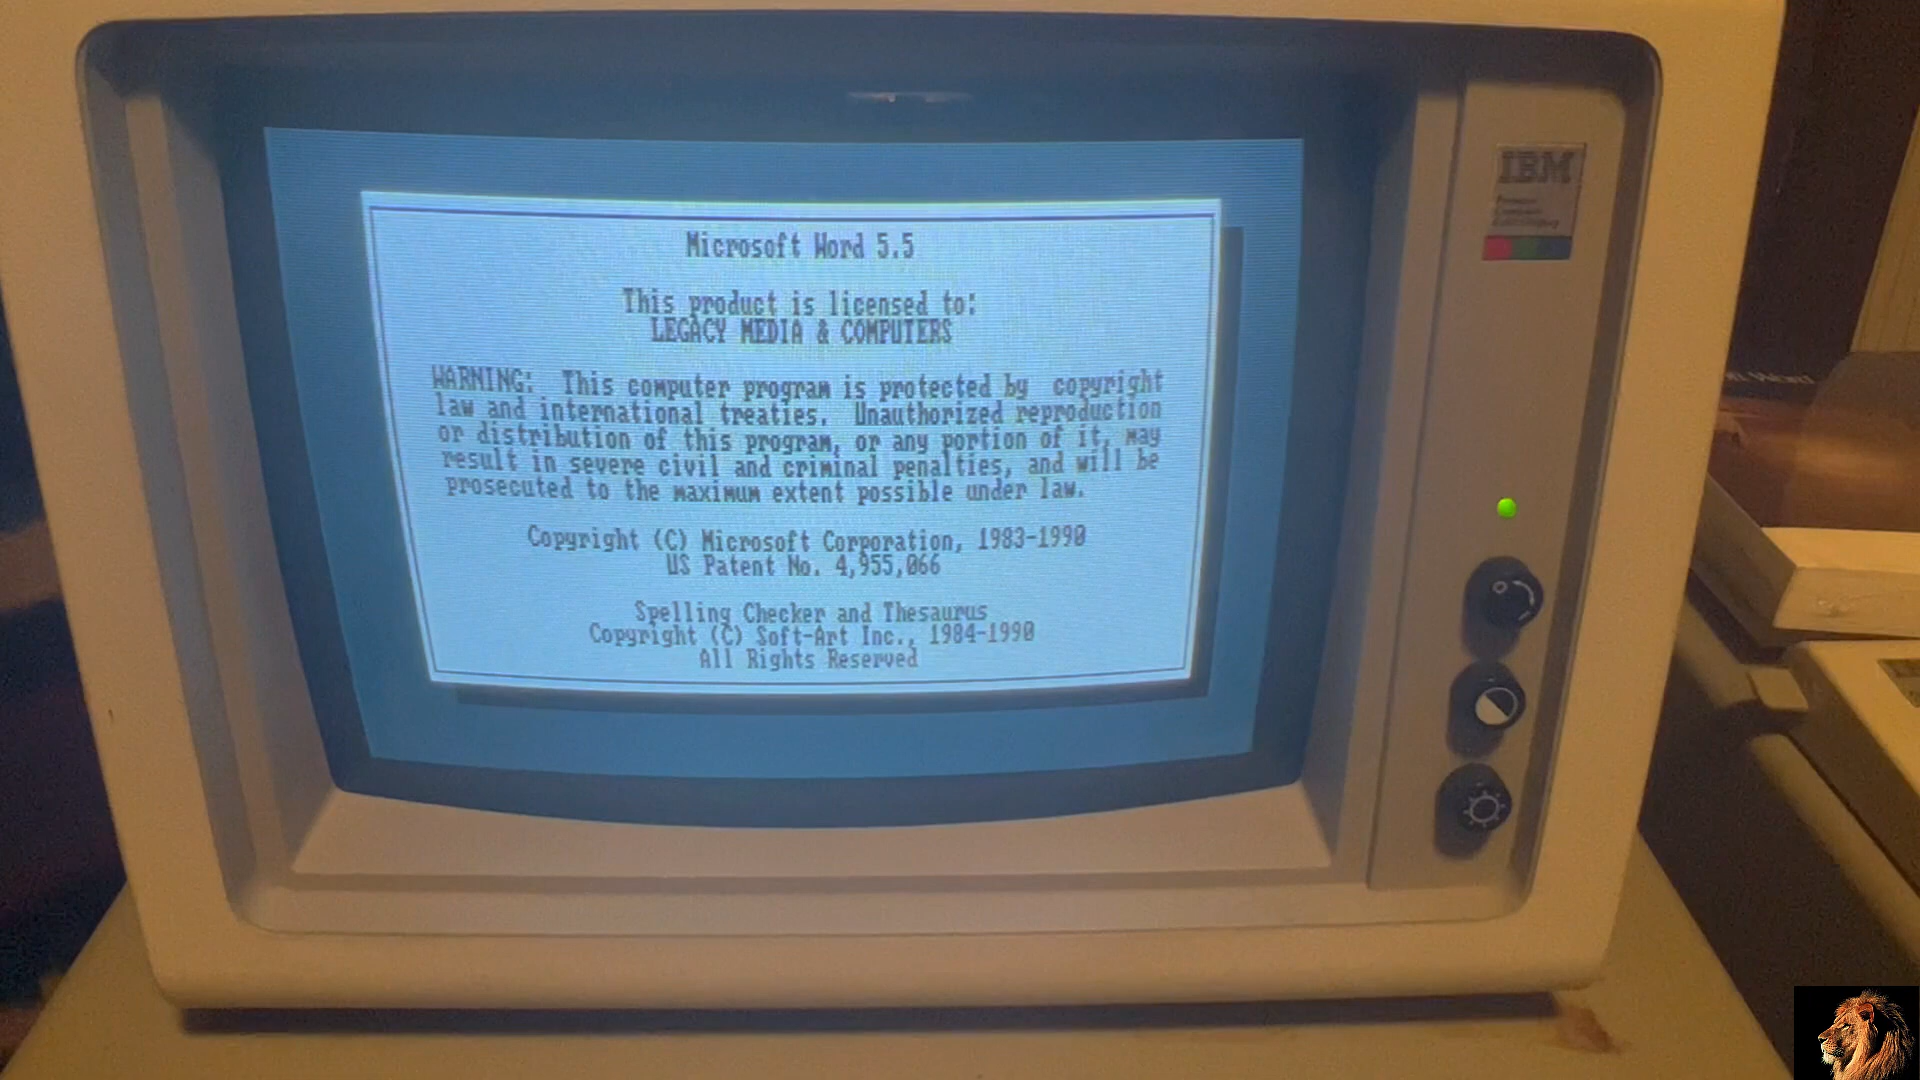 Microsoft Word 5.5
This product is licensed to:
LEGACY MEDIA & COMPUTERS
WARNING: This computer program is protected by copyright
law and international treaties. Unauthorized reproduction
or distribution of this program, or any portion of it, may
result in severe civil and criminal penalties, and will be
prosecuted to the maximum extent possible under law.
Copyright (C) Microsoft Corporation, 1983-1990
US Patent No. 4,955,066
Spelling Checker and Thesaurus
Copyright (C) Soft-Art Inc., 1984-1990
All Rights Reserved
IBM